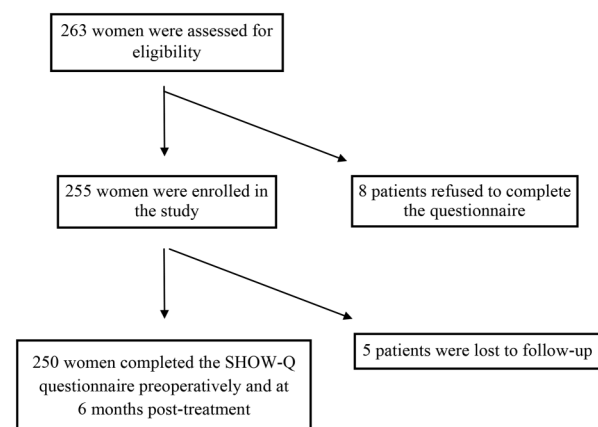 263 women were assessed for
eligibility
255 women were enrolled in
the study
8 patients refused to complete
the questionnaire
250 women completed the SHOW-Q
questionnaire preoperatively and at
6 months post-treatment
5 patients were lost to follow-up